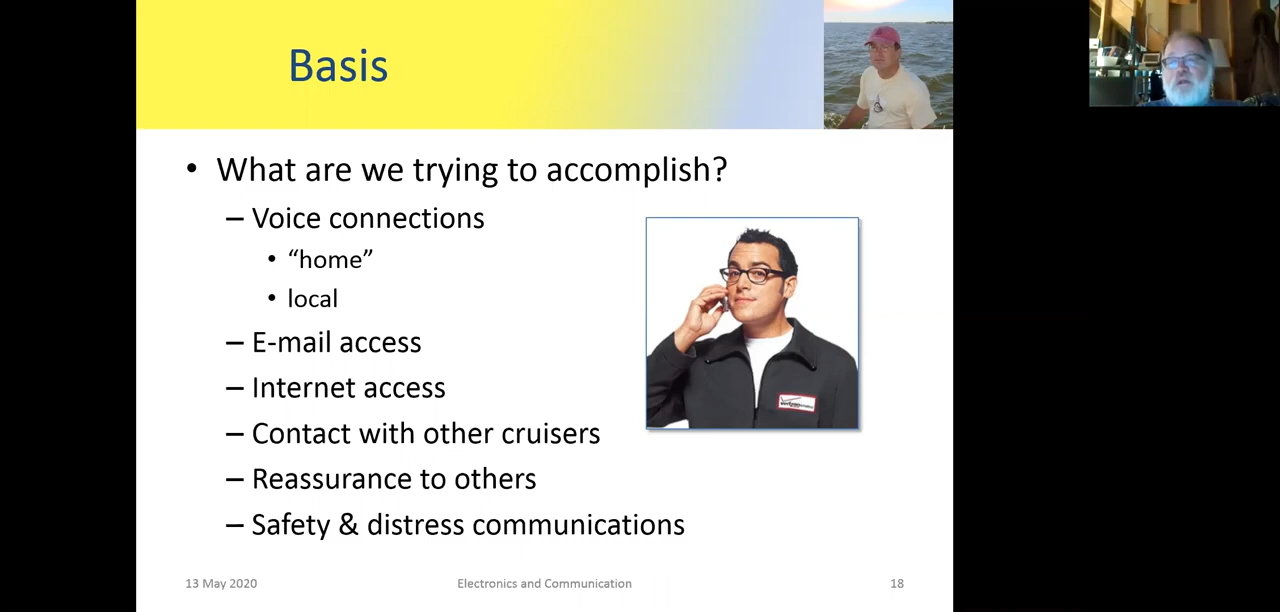 Basis
• What are we trying to accomplish?
– Voice connections
• “home”
• local
– E-mail access
– Internet access
– Contact with other cruisers
– Reassurance to others
– Safety & distress communications
13 May 2020
Electronics and Communication
18